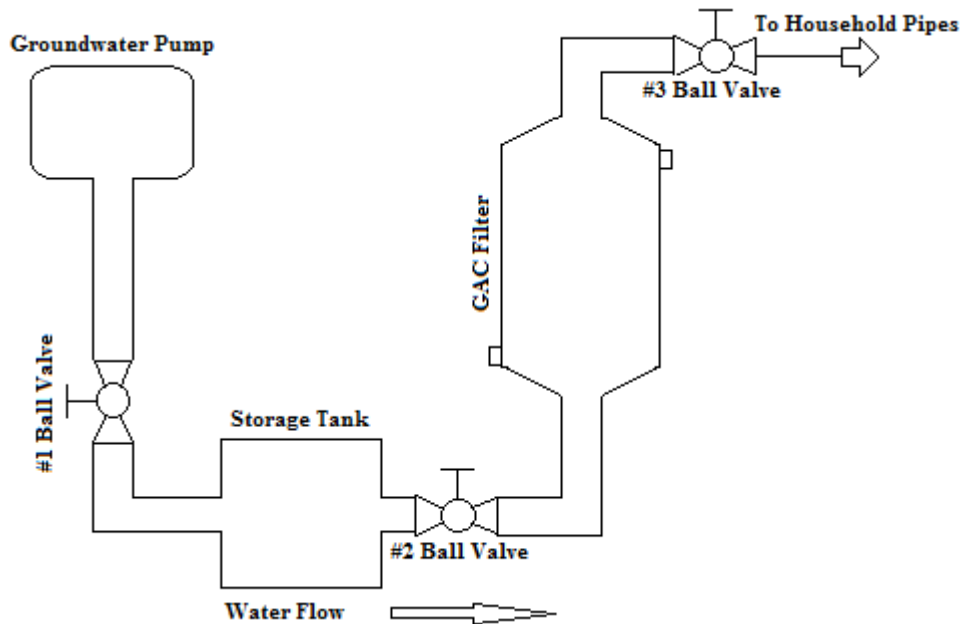 Groundwater Pump
To Household Pipes
#3 Ball Valve
GAC Filter
#1 Ball Valve
Storage Tank
#2 Ball Valve
Water Flow